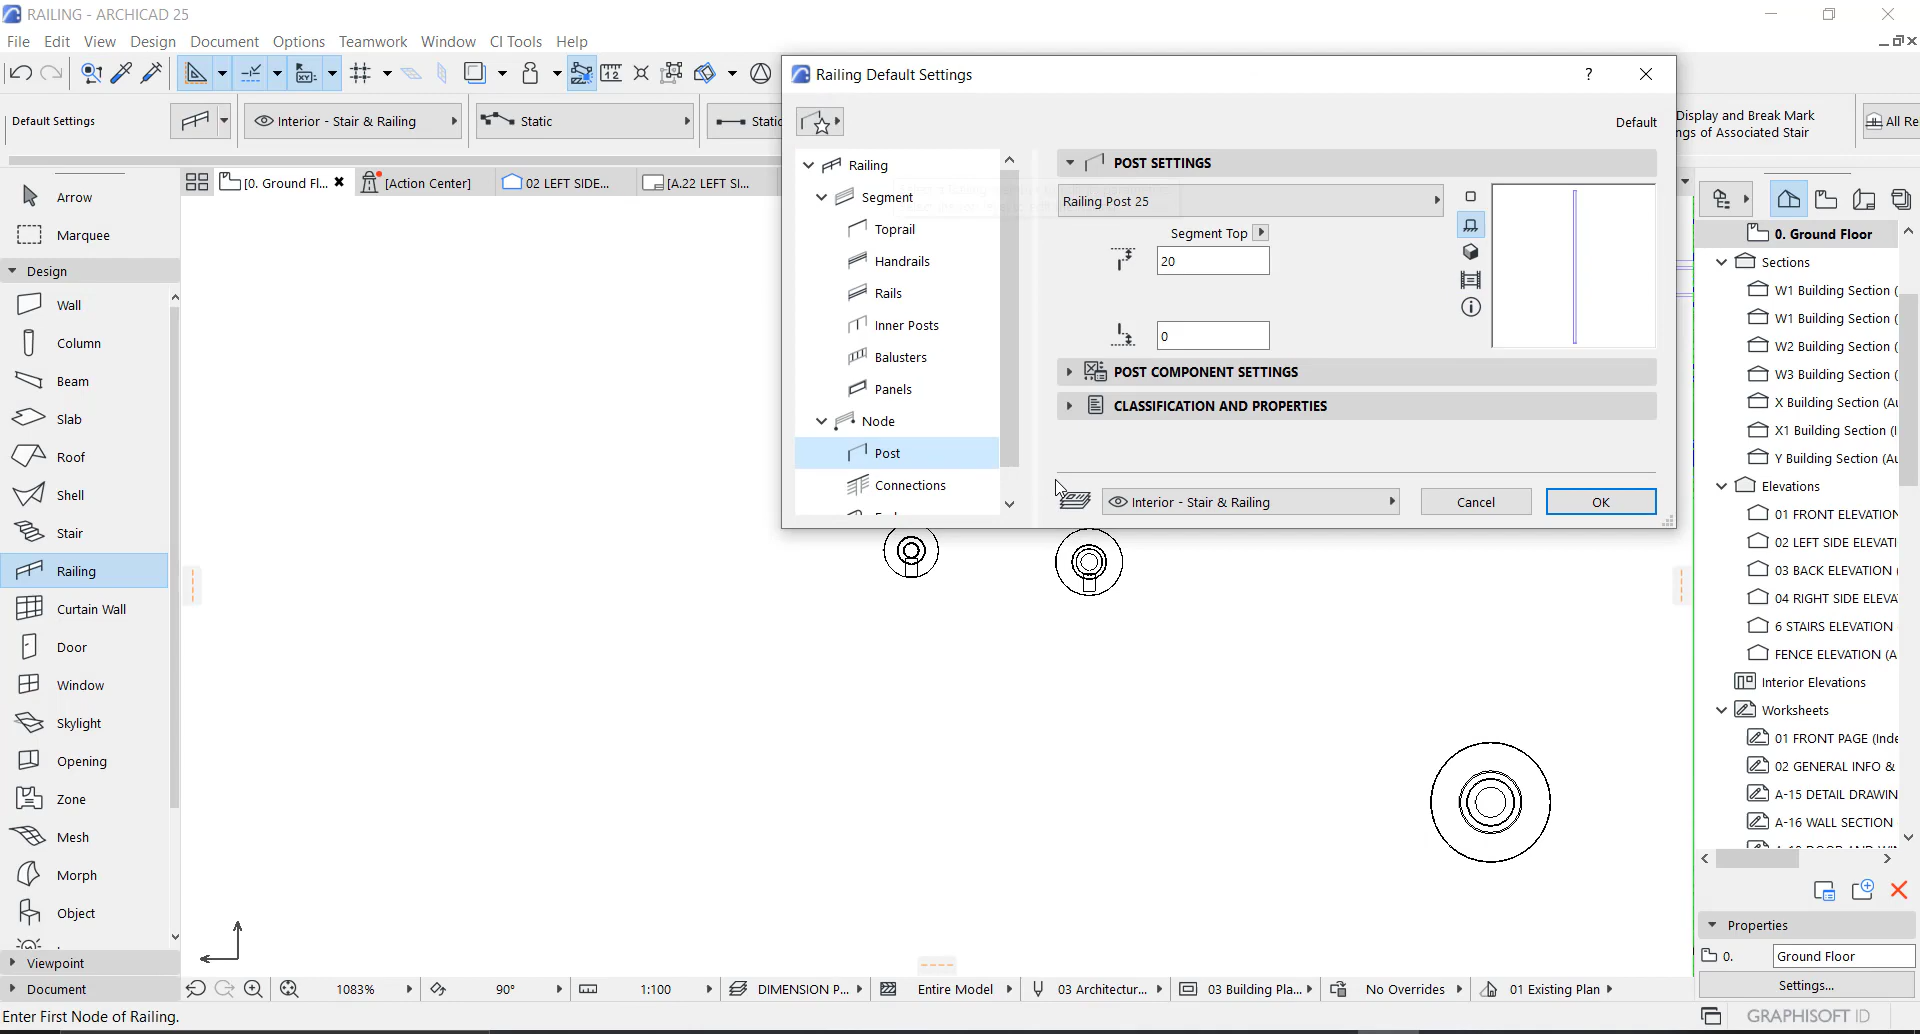 RAILING - ARCHICAD 25
File Edit View Design Document Options Teamwork Window CI Tools Help
Default Settings
Interior - Stair & Railing
Static
Static
Display and Break Mark
ngs of Associated Stair
All Re
Railing Default Settings
?
Default
Railing
Segment
Toprail
Handrails
Rails
Inner Posts
Balusters
Panels
Node
Post
Connections
POST SETTINGS
Railing Post 25
Segment Top
20
0
POST COMPONENT SETTINGS
CLASSIFICATION AND PROPERTIES
Interior - Stair & Railing
Cancel
OK
[0. Ground Fl...
[Action Center]
02 LEFT SIDE...
[A.22 LEFT SI...
Arrow
Marquee
Design
Wall
Column
Beam
Slab
Roof
Shell
Stair
Railing
Curtain Wall
Door
Window
Skylight
Opening
Zone
Mesh
Morph
Object
Viewpoint
Document
0. Ground Floor
Sections
W1 Building Section (
W1 Building Section (
W2 Building Section (
W3 Building Section (
X Building Section (Au
X1 Building Section (I
Y Building Section (Au
Elevations
01 FRONT ELEVATION
02 LEFT SIDE ELEVATI
03 BACK ELEVATION (
04 RIGHT SIDE ELEVA
6 STAIRS ELEVATION
FENCE ELEVATION (A
Interior Elevations
Worksheets
01 FRONT PAGE (Inde
02 GENERAL INFO &
A-15 DETAIL DRAWIN
A-16 WALL SECTION
Properties
0.
Ground Floor
Settings...
1083%
90°
1:100
DIMENSION P...
Entire Model
03 Architectur...
03 Building Pla...
No Overrides
01 Existing Plan
Enter First Node of Railing.
GRAPHISOFT ID